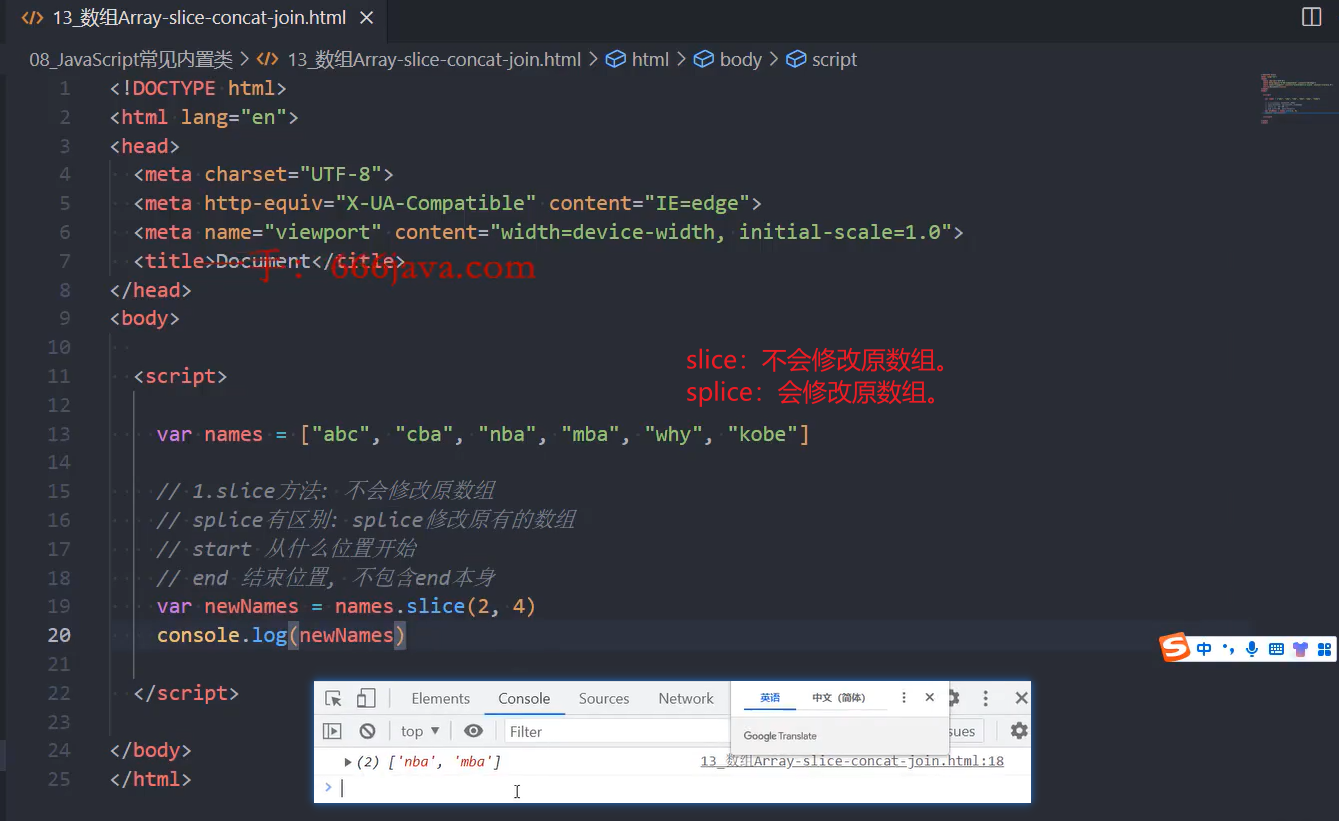 13_数组Array-slice-concat-join.html
08_JavaScript常见内置类 > 13_数组Array-slice-concat-join.html > html > body > script
1 <!DOCTYPE html>
2 <html lang="en">
3 <head>
4 <meta charset="UTF-8">
5 <meta http-equiv="X-UA-Compatible" content="IE=edge">
6 <meta name="viewport" content="width=device-width, initial-scale=1.0">
7 <title>Document</title>
一手：666java.com
8 </head>
9 <body>
10
slice：不会修改原数组。
11 <script>
splice：会修改原数组。
12
13 var names = ["abc", "cba", "nba", "mba", "why", "kobe"]
14
15 // 1.slice方法: 不会修改原数组
16 // splice有区别: splice修改原有的数组
17 // start 从什么位置开始
18 // end 结束位置, 不包含end本身
19 var newNames = names.slice(2, 4)
20 console.log(newNames)
中
21
22 </script>
23
24 </body>
25 </html>
Elements Console Sources Network
英语 中文（简体）
top Filter
Google Translate
sues
(2) ['nba', 'mba'] 13_数组Array-slice-concat-join.html:18